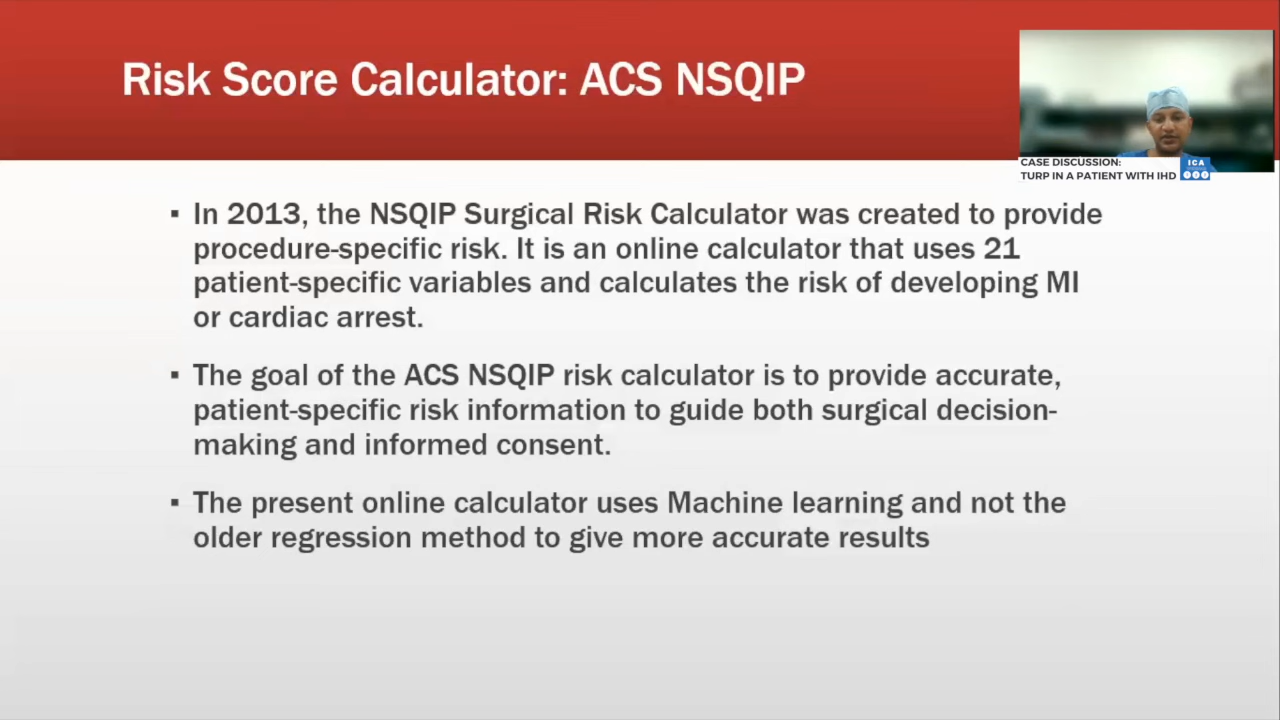 Risk Score Calculator: ACS NSQIP
CASE DISCUSSION:
TURP IN A PATIENT WITH IHD
ICA
▪ In 2013, the NSQIP Surgical Risk Calculator was created to provide
procedure-specific risk. It is an online calculator that uses 21
patient-specific variables and calculates the risk of developing MI
or cardiac arrest.
▪ The goal of the ACS NSQIP risk calculator is to provide accurate,
patient-specific risk information to guide both surgical decision-
making and informed consent.
▪ The present online calculator uses Machine learning and not the
older regression method to give more accurate results